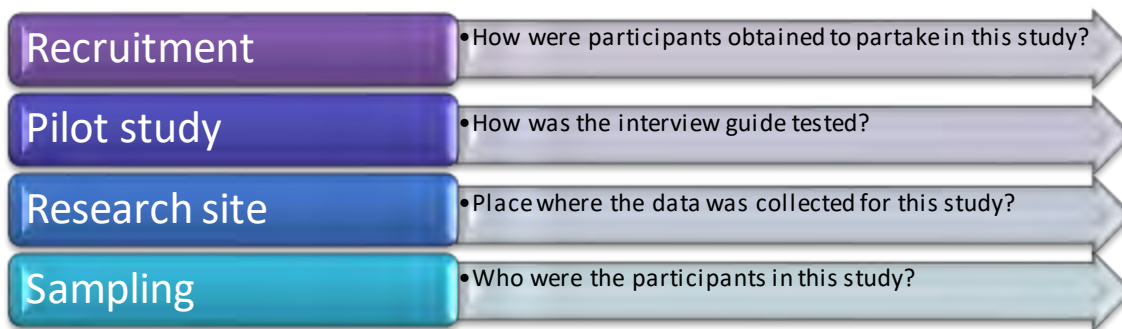 Recruitment
•How were participants obtained to partake in this study?
Pilot study
•How was the interview guide tested?
Research site
•Place where the data was collected for this study?
Sampling
•Who were the participants in this study?